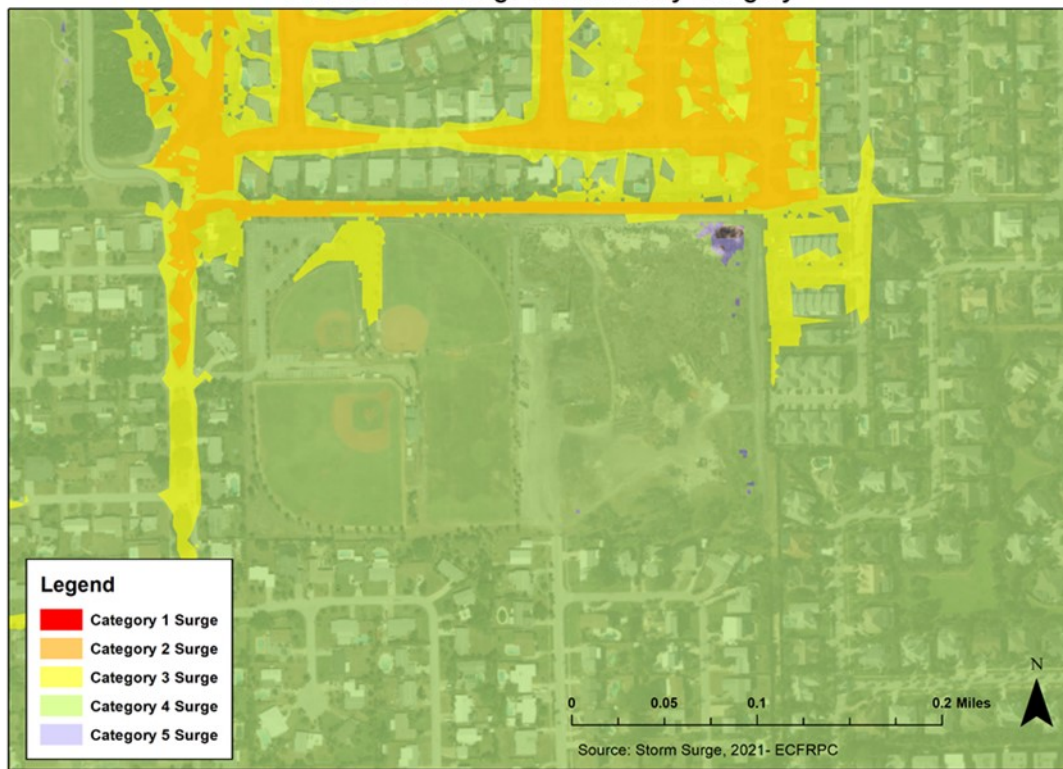 Legend
Category 1 Surge
Category 2 Surge
Category 3 Surge
Category 4 Surge
Category 5 Surge
N
0 0.05 0.1 0.2 Miles
Source: Storm Surge, 2021- ECFRPC